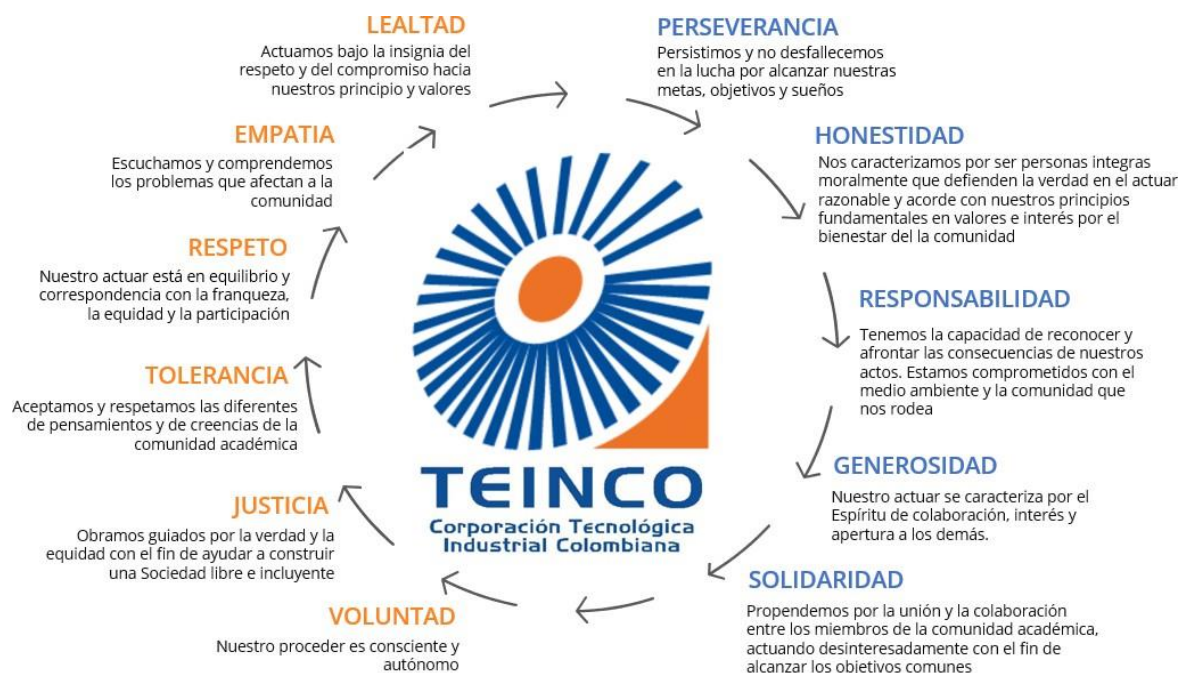 LEALTAD
Actuamos bajo la insignia del
respeto y del compromiso hacia
nuestros principio y valores
PERSEVERANCIA
Persistimos y no desfallecemos
en la lucha por alcanzar nuestras
metas, objetivos y sueños
HONESTIDAD
Nos caracterizamos por ser personas integras
moralmente que defienden la verdad en el actuar
razonable y acorde con nuestros principios
fundamentales en valores e interés por el
bienestar del la comunidad
RESPONSABILIDAD
Tenemos la capacidad de reconocer y
afrontar las consecuencias de nuestros
actos. Estamos comprometidos con el
medio ambiente y la comunidad que
nos rodea
GENEROSIDAD
Nuestro actuar se caracteriza por el
Espíritu de colaboración, interés y
apertura a los demás.
SOLIDARIDAD
Propendemos por la unión y la colaboración
entre los miembros de la comunidad académica,
actuando desinteresadamente con el fin de
alcanzar los objetivos comunes
VOLUNTAD
Nuestro proceder es consciente y
autónomo
JUSTICIA
Obramos guiados por la verdad y la
equidad con el fin de ayudar a construir
una Sociedad libre e incluyente
TOLERANCIA
Aceptamos y respetamos las diferentes
de pensamientos y de creencias de la
comunidad académica
RESPETO
Nuestro actuar está en equilibrio y
correspondencia con la franqueza,
la equidad y la participación
EMPATIA
Escuchamos y comprendemos
los problemas que afectan a la
comunidad
TEINCO
Corporación Tecnológica
Industrial Colombiana